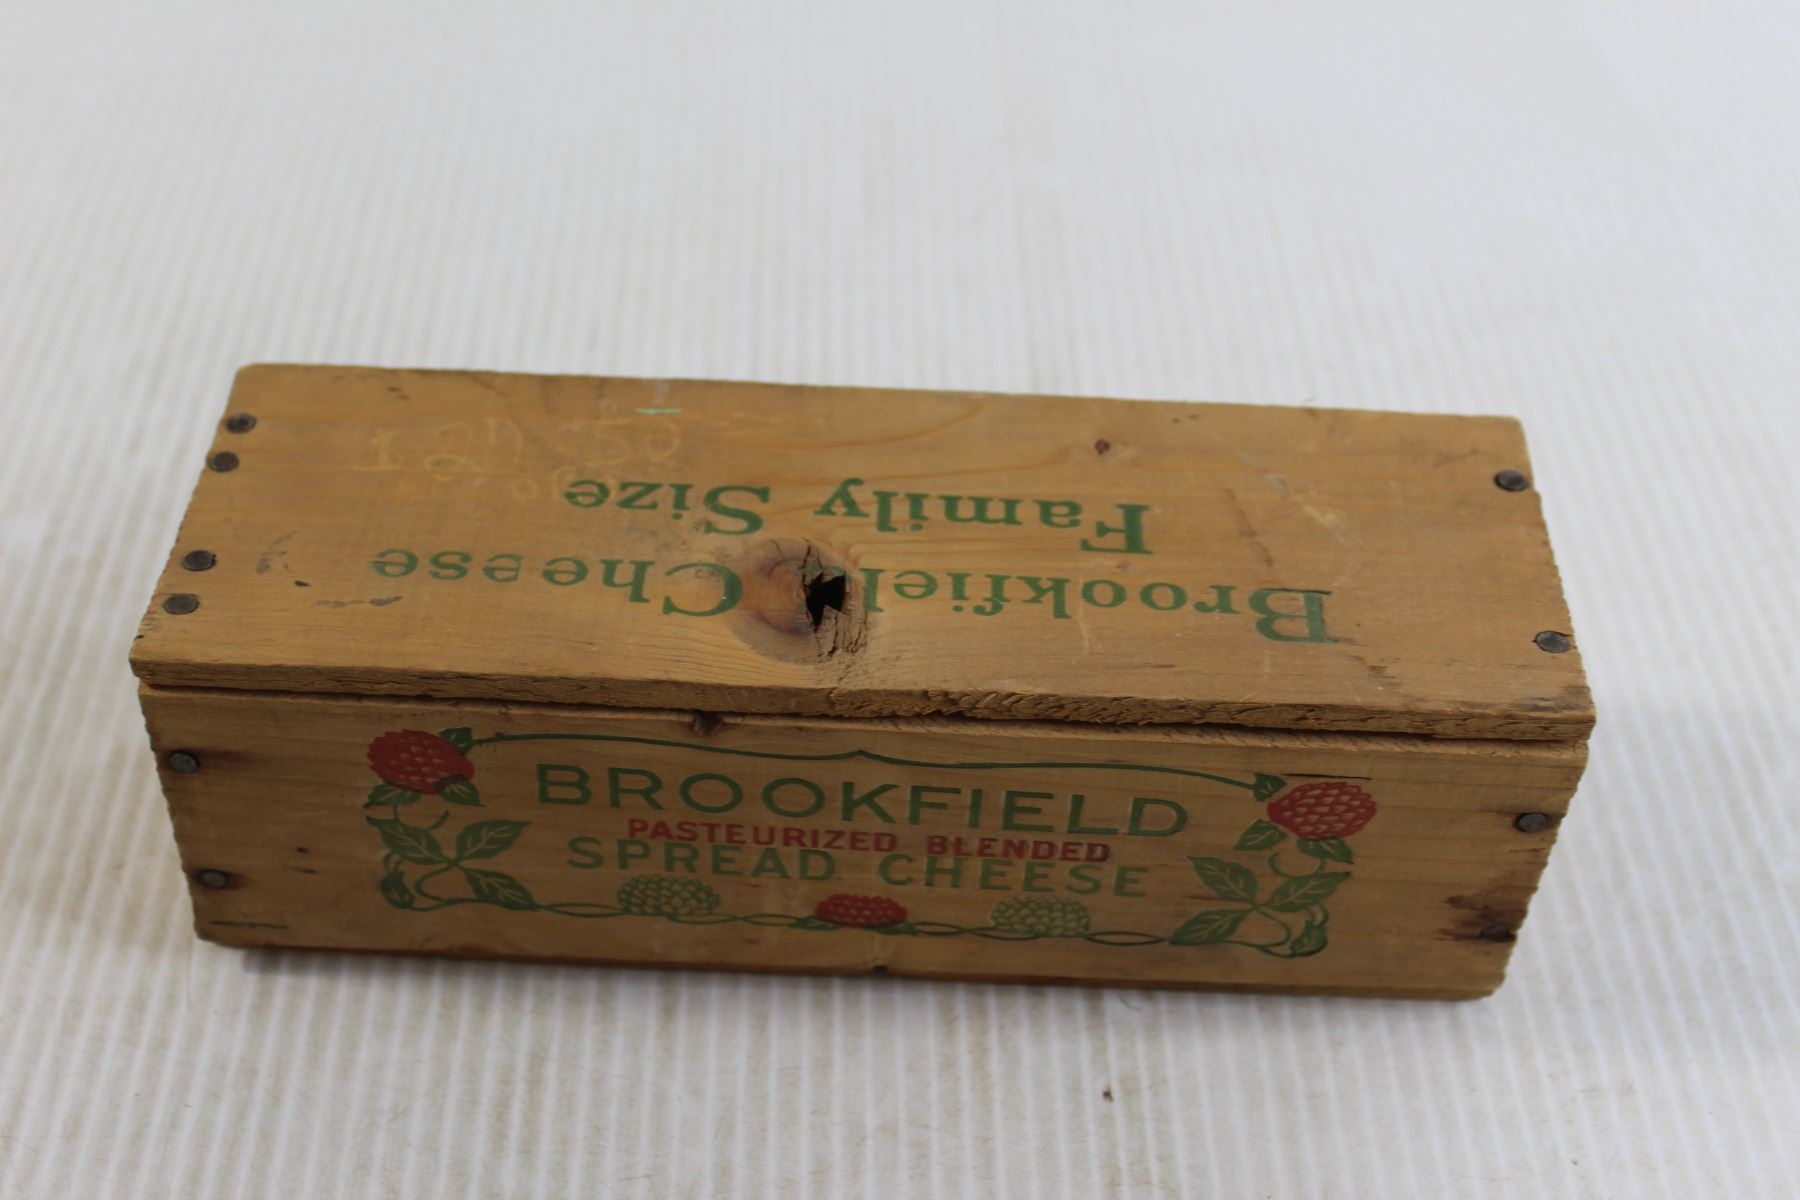 Brookfield Cheese
Family Size
BROOKFIELD
PASTEURIZED BLENDED
SPREAD CHEESE